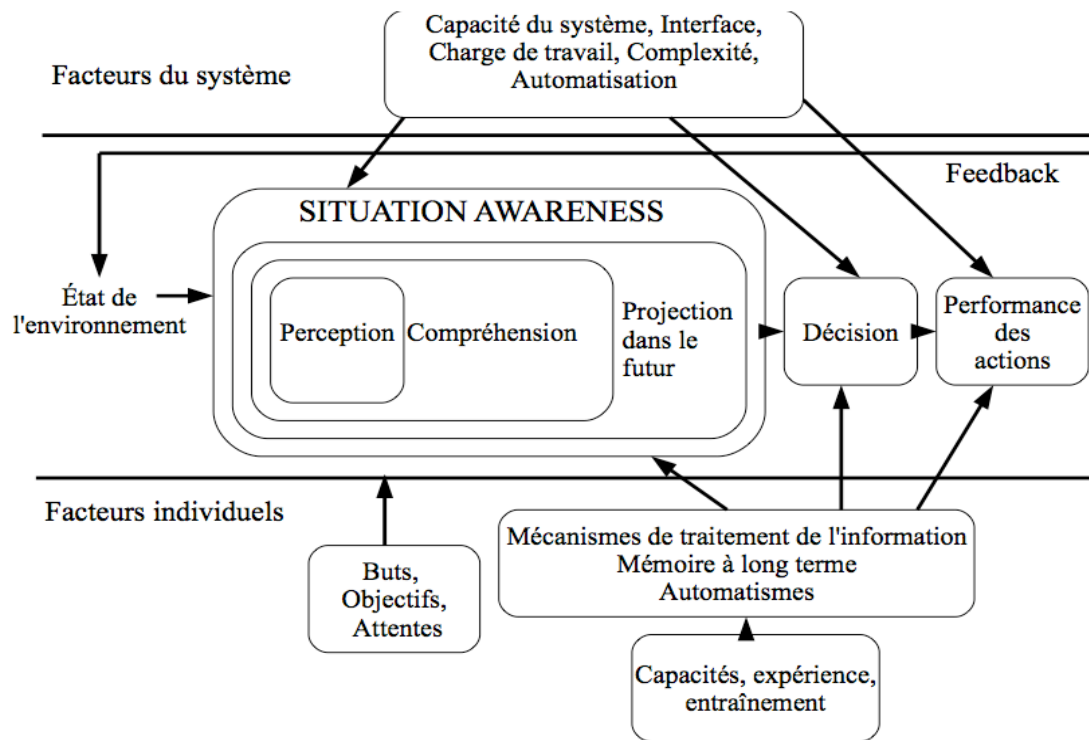 Capacité du système, Interface,
Charge de travail, Complexité,
Automatisation
Facteurs du système
Feedback
SITUATION AWARENESS
État de
l'environnement
Perception
Compréhension
Projection
dans le
futur
Décision
Performance
des
actions
Facteurs individuels
Buts,
Objectifs,
Attentes
Mécanismes de traitement de l'information
Mémoire à long terme
Automatismes
Capacités, expérience,
entraînement